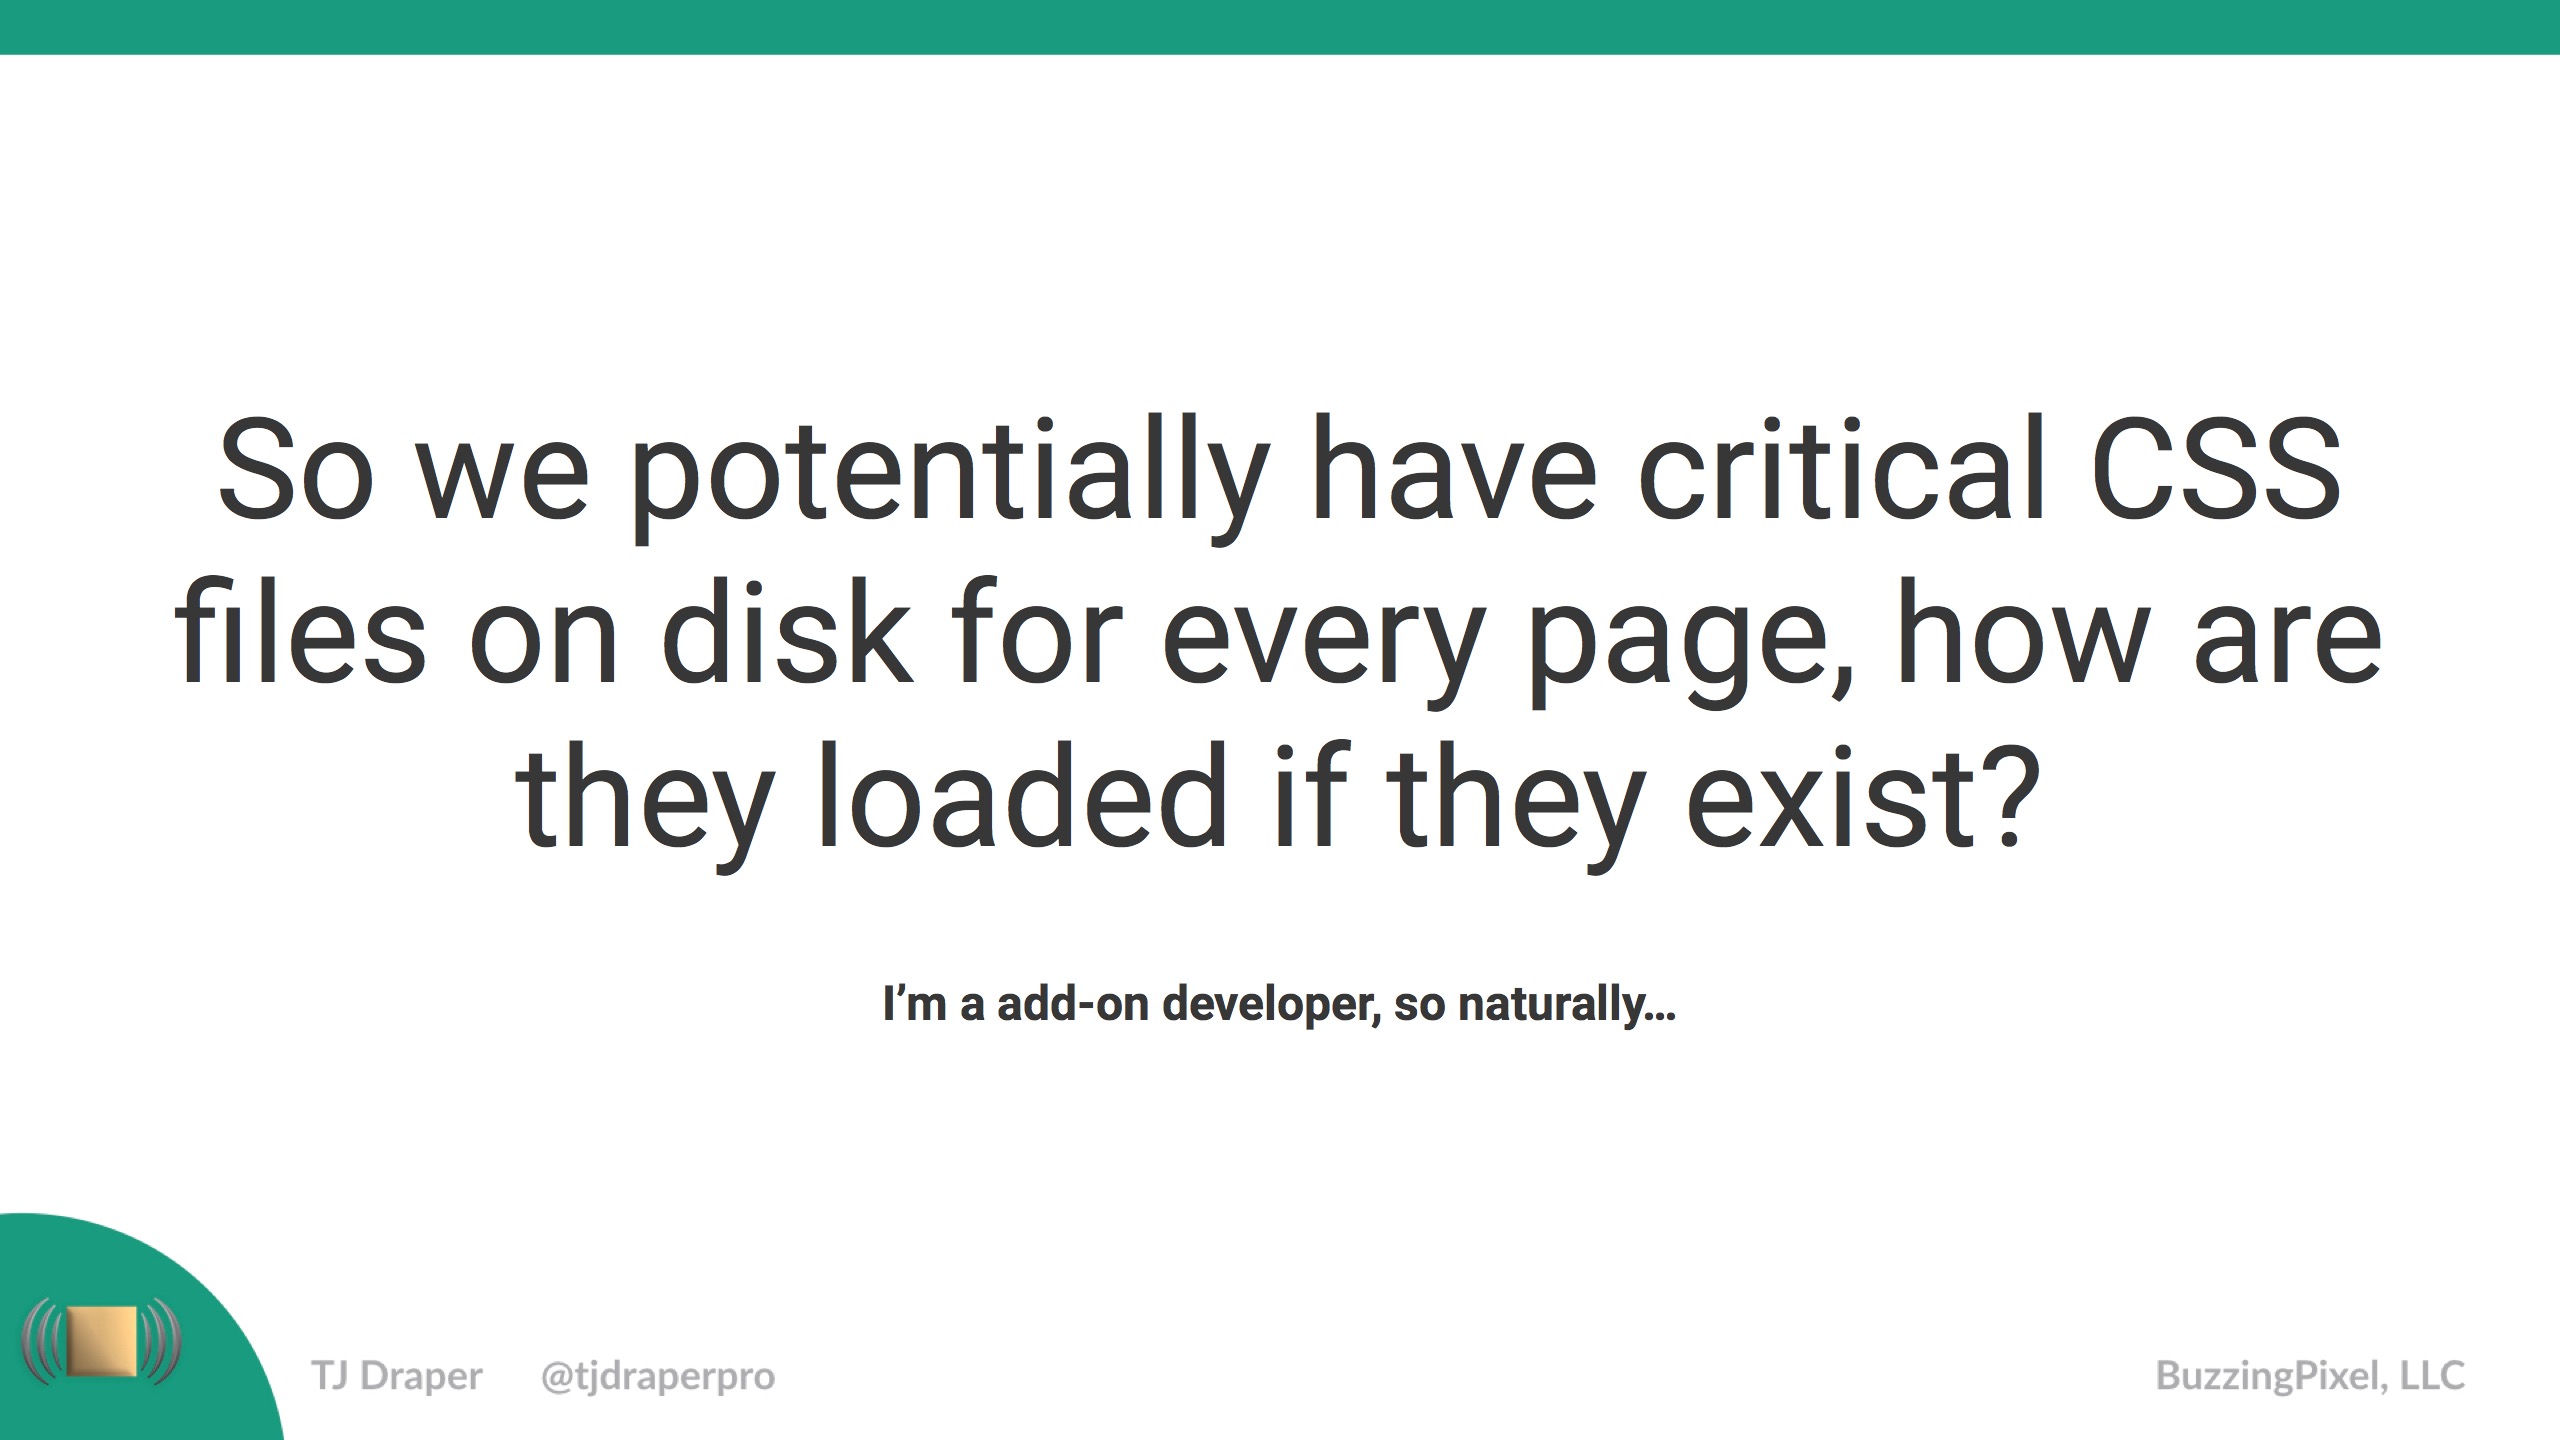 So we potentially have critical CSS
files on disk for every page, how are
they loaded if they exist?
I’m a add-on developer, so naturally…
TJ Draper @tjdraperpro
BuzzingPixel, LLC